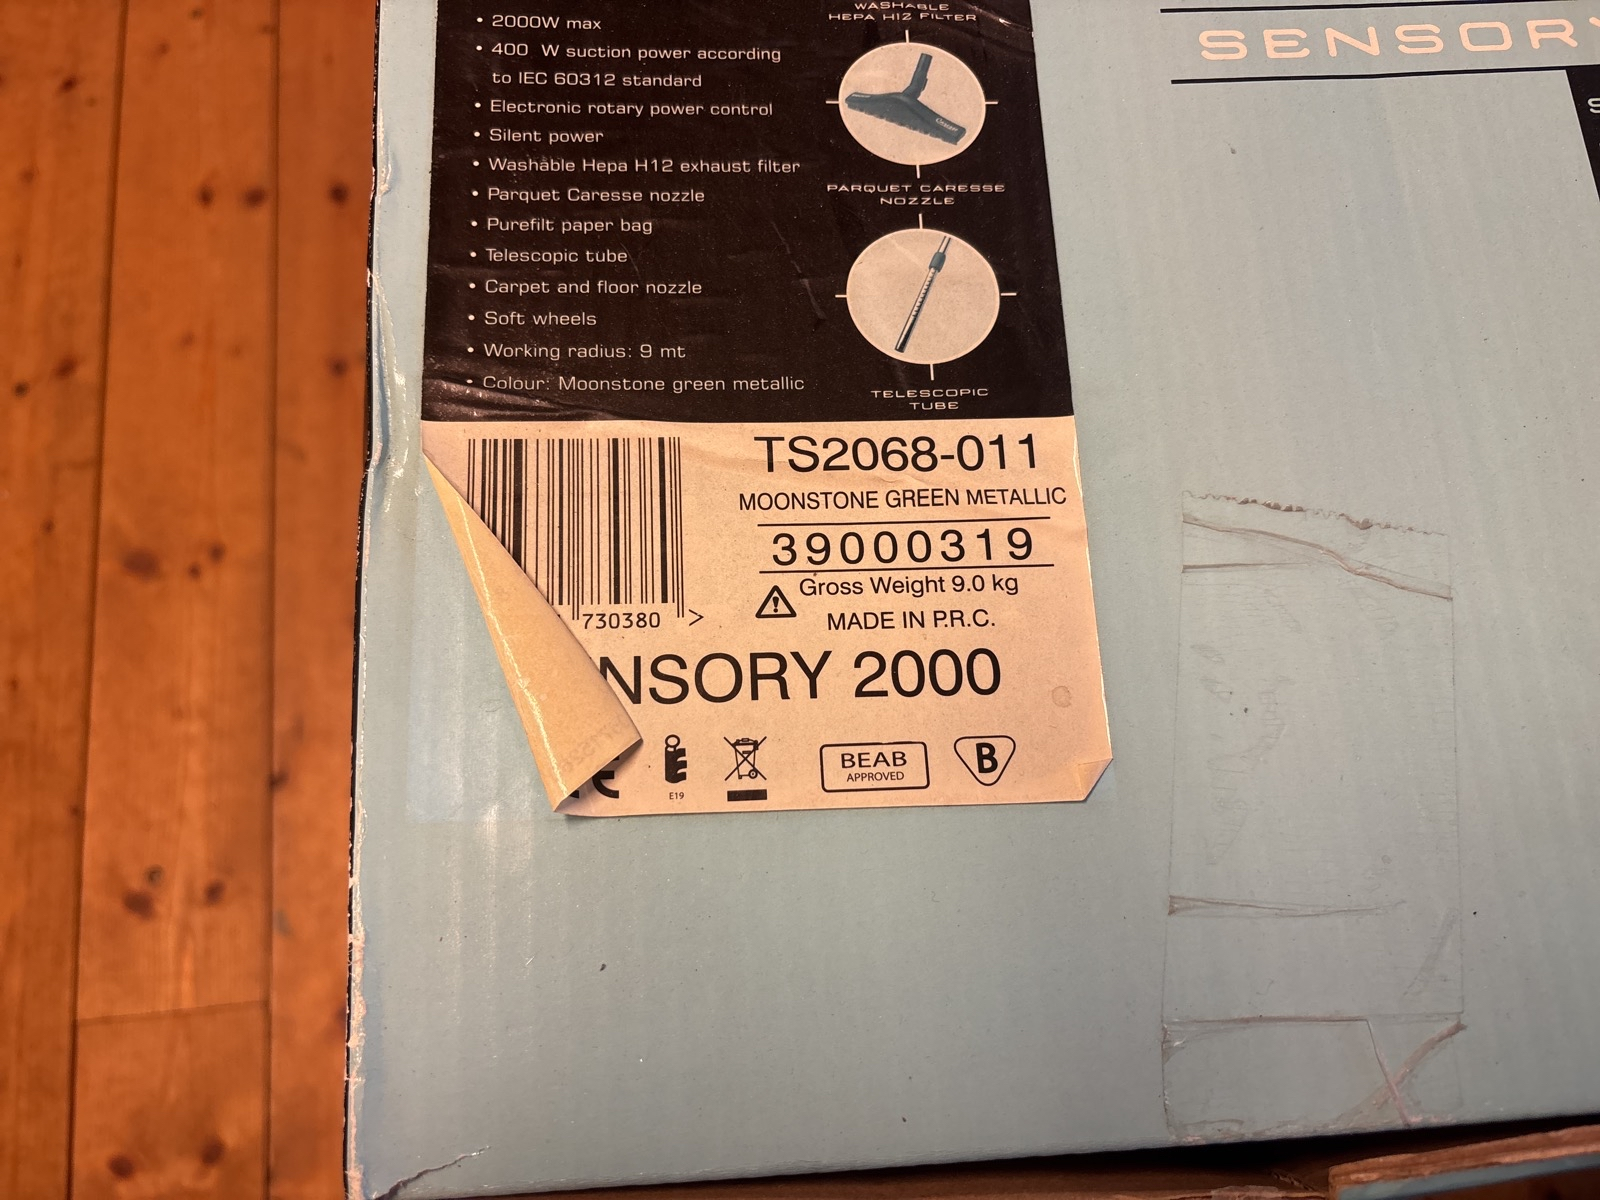 • 2000W max
• 400 W suction power according
to IEC 60312 standard
• Electronic rotary power control
• Silent power
• Washable Hepa H12 exhaust filter
• Parquet Caresse nozzle
• Purefilt paper bag
• Telescopic tube
• Carpet and floor nozzle
• Soft wheels
• Working radius: 9 mt
• Colour: Moonstone green metallic
WASHABLE
HEPA H12 FILTER
PARQUET CARESSE
NOZZLE
TELESCOPIC
TUBE
SENSORY
TS2068-011
MOONSTONE GREEN METALLIC
39000319
Gross Weight 9.0 kg
MADE IN P.R.C.
730380 >
NSORY 2000
CE
E19
BEAB
APPROVED
B